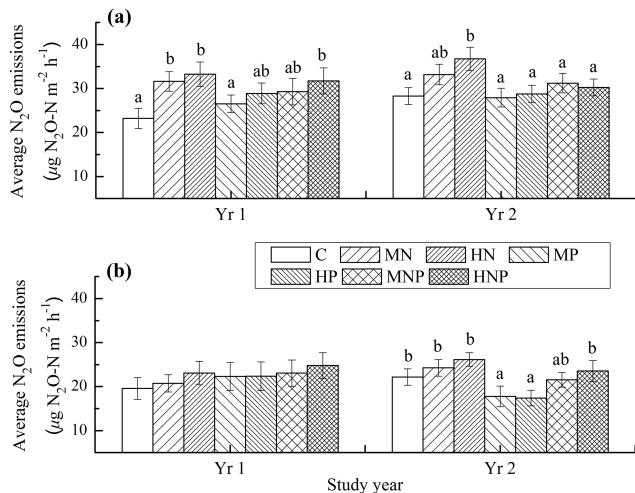 (a)
Average N₂O emissions
(μg N₂O-N m⁻² h⁻¹)
40
30
20
10
a b b a ab ab b
a ab b a a a a
Yr 1 Yr 2
C MN HN MP
HP MNP HNP
(b)
Average N₂O emissions
(μg N₂O-N m⁻² h⁻¹)
40
30
20
10
b b b a a ab b
Yr 1 Yr 2
Study year